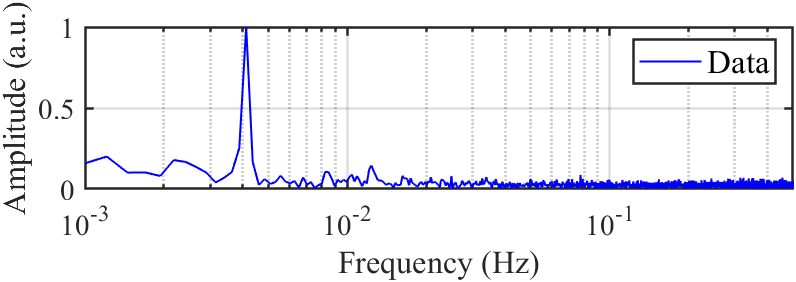 Amplitude (a.u.)
1
0.5
0
Data
10-3
10-2
10-1
Frequency (Hz)